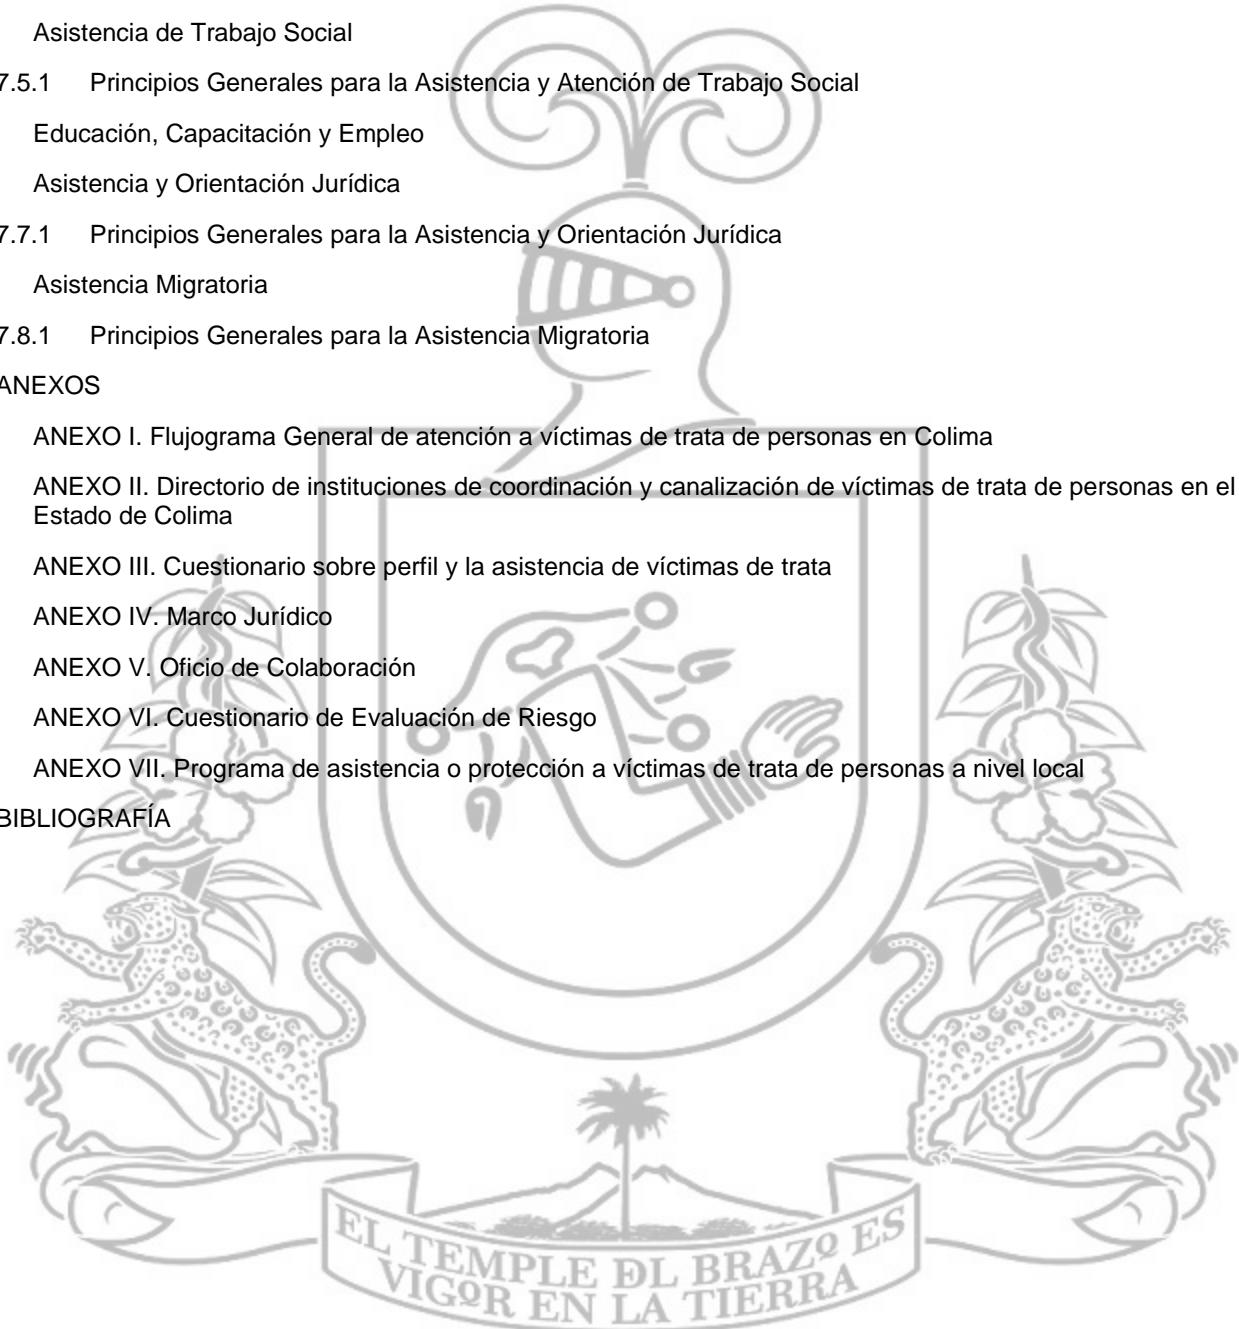 Asistencia de Trabajo Social
7.5.1 Principios Generales para la Asistencia y Atención de Trabajo Social
Educación, Capacitación y Empleo
Asistencia y Orientación Jurídica
7.7.1 Principios Generales para la Asistencia y Orientación Jurídica
Asistencia Migratoria
7.8.1 Principios Generales para la Asistencia Migratoria
ANEXOS
ANEXO I. Flujograma General de atención a víctimas de trata de personas en Colima
ANEXO II. Directorio de instituciones de coordinación y canalización de víctimas de trata de personas en el
Estado de Colima
ANEXO III. Cuestionario sobre perfil y la asistencia de víctimas de trata
ANEXO IV. Marco Jurídico
ANEXO V. Oficio de Colaboración
ANEXO VI. Cuestionario de Evaluación de Riesgo
ANEXO VII. Programa de asistencia o protección a víctimas de trata de personas a nivel local
BIBLIOGRAFÍA
EL TEMPLE DL BRAZO ES
VIGOR EN LA TIERRA